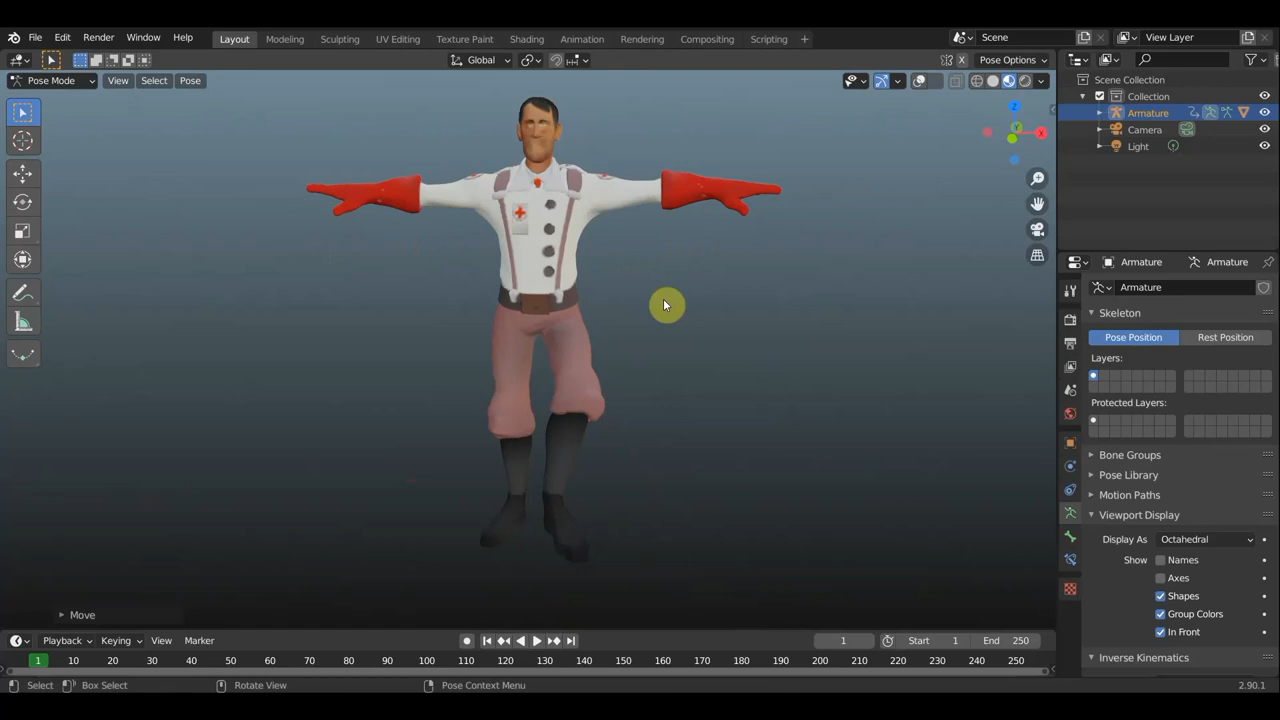 File Edit Render Window Help Layout Modeling Sculpting UV Editing Texture Paint Shading Animation Rendering Compositing Scripting + Scene View Layer
Global Pose Options
X
Pose Mode View Select Pose
Scene Collection
Collection
Armature
Camera
Light
Z
Y
X
Armature Armature
Armature
Skeleton
Pose Position Rest Position
Layers:
Protected Layers:
Bone Groups
Pose Library
Motion Paths
Viewport Display
Display As Octahedral
Show Names
Axes
Shapes
Group Colors
In Front
Inverse Kinematics
Move
Playback Keying View Marker 1 Start 1 End 250
1 10 20 30 40 50 60 70 80 90 100 110 120 130 140 150 160 170 180 190 200 210 220 230 240 250
Select Box Select Rotate View Pose Context Menu 2.90.1